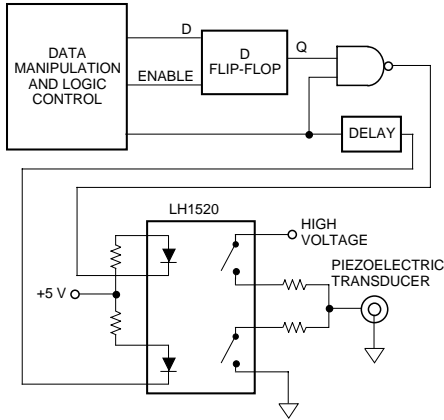 DATA
MANIPULATION
AND LOGIC
CONTROL
D
ENABLE
D
FLIP-FLOP
Q
DELAY
LH1520
HIGH
VOLTAGE
PIEZOELECTRIC
TRANSDUCER
+5 V